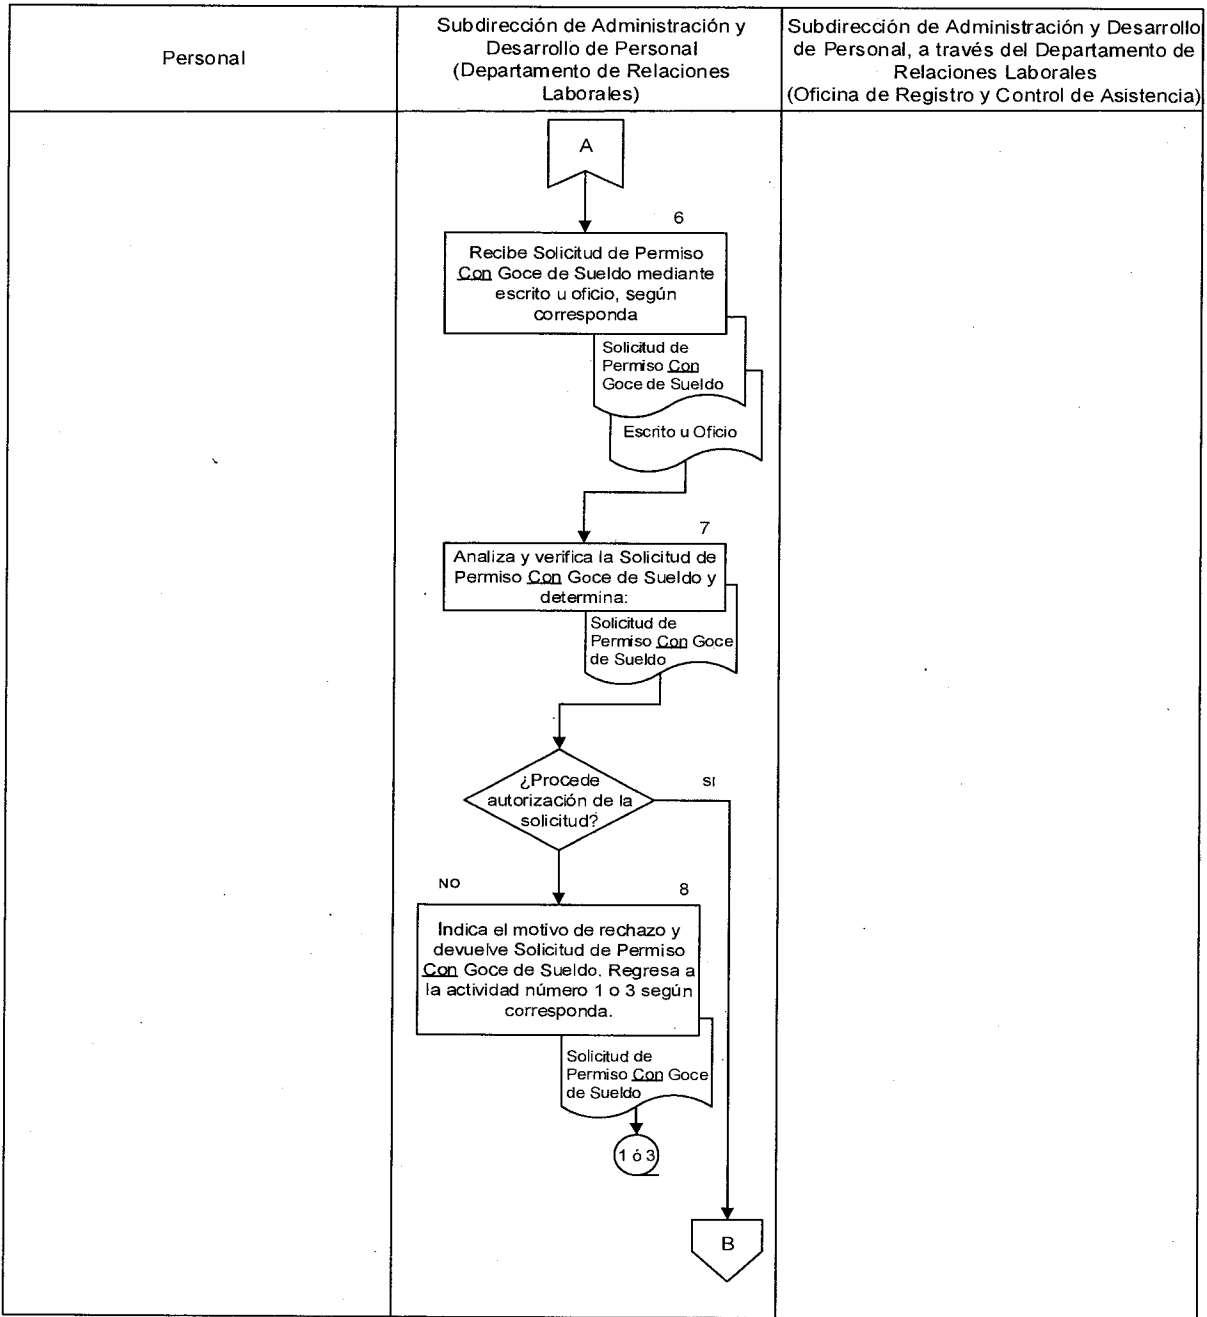 Personal
Subdirección de Administración y
Desarrollo de Personal
(Departamento de Relaciones
Laborales)
Subdirección de Administración y Desarrollo
de Personal, a través del Departamento de
Relaciones Laborales
(Oficina de Registro y Control de Asistencia)
A
6
Recibe Solicitud de Permiso
Con Goce de Sueldo mediante
escrito u oficio, según
corresponda
Solicitud de
Permiso Con
Goce de Sueldo
Escrito u Oficio
7
Analiza y verifica la Solicitud de
Permiso Con Goce de Sueldo y
determina:
Solicitud de
Permiso Con Goce
de Sueldo
¿Procede
autorización de la
solicitud?
SI
NO
8
Indica el motivo de rechazo y
devuelve Solicitud de Permiso
Con Goce de Sueldo. Regresa a
la actividad número 1 o 3 según
corresponda.
Solicitud de
Permiso Con Goce
de Sueldo
1 ó 3
B